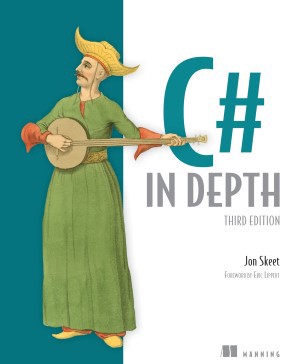 C#
IN DEPTH
THIRD EDITION
Jon Skeet
FOREWORD BY ERIC LIPPERT
MANNING